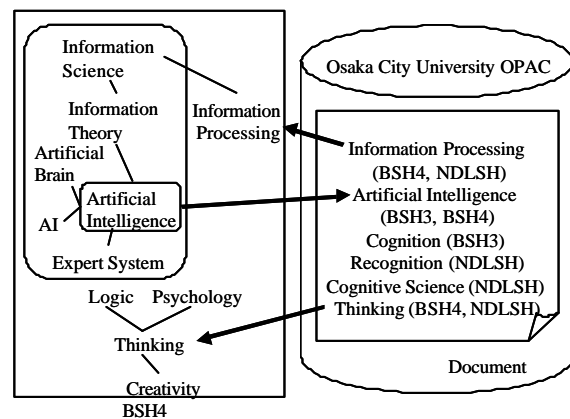 Information
Science
Information
Theory
Information
Processing
Artificial
Brain
Artificial
Intelligence
AI
Expert System
Logic
Psychology
Thinking
Creativity
BSH4
Osaka City University OPAC
Information Processing
(BSH4, NDLSH)
Artificial Intelligence
(BSH3, BSH4)
Cognition (BSH3)
Recognition (NDLSH)
Cognitive Science (NDLSH)
Thinking (BSH4, NDLSH)
Document